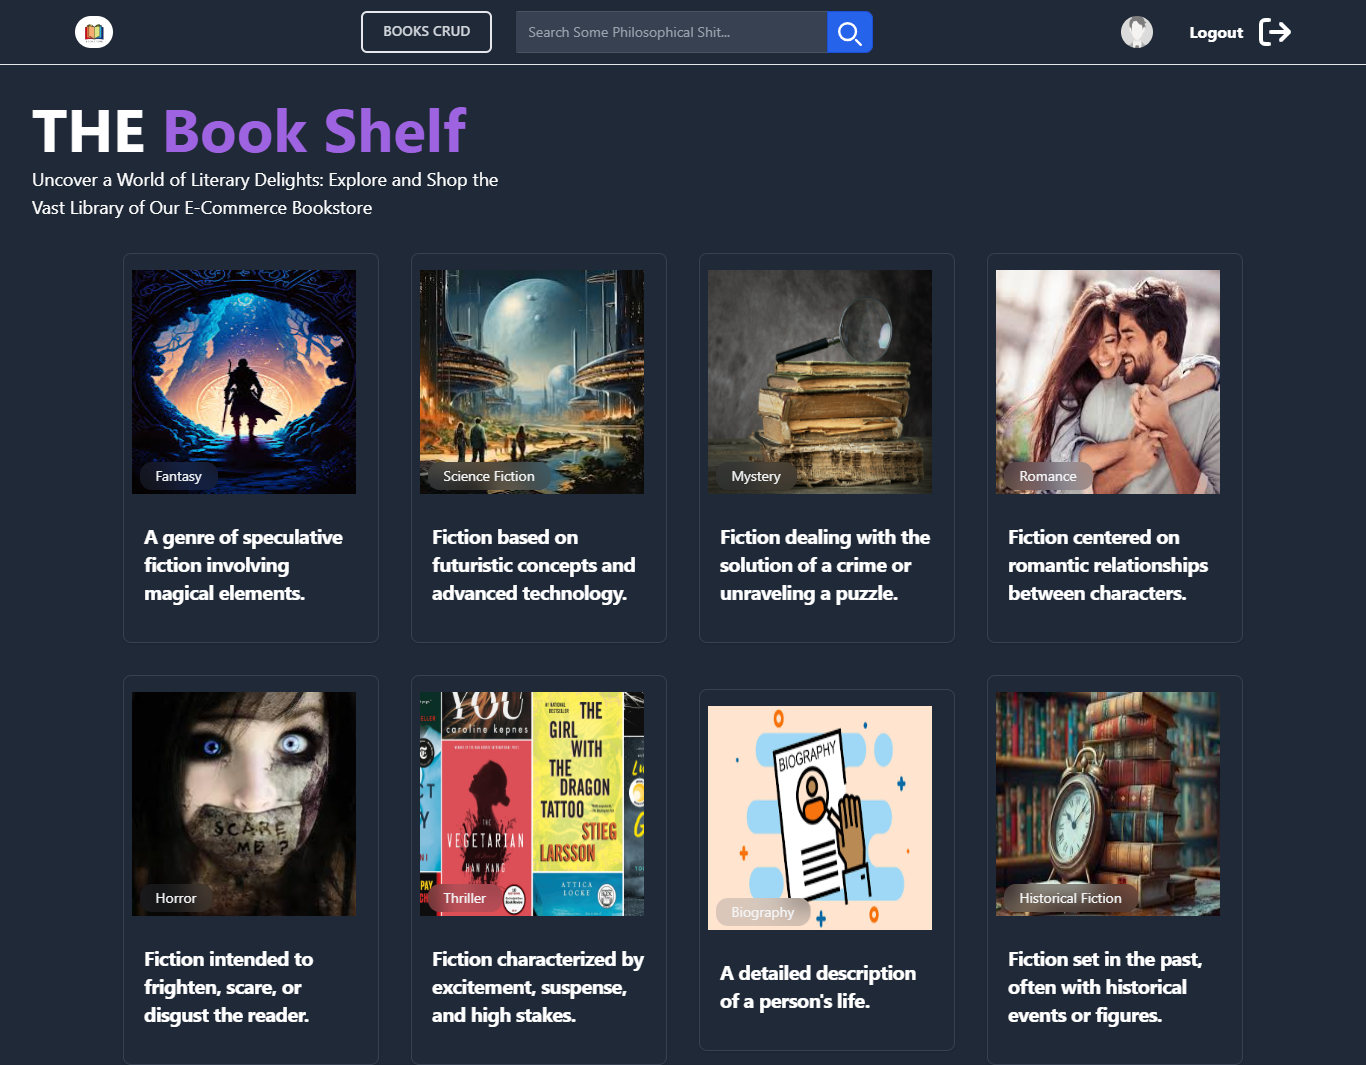 BOOKS CRUD
Search Some Philosophical Shit...
Logout
THE Book Shelf
Uncover a World of Literary Delights: Explore and Shop the
Vast Library of Our E-Commerce Bookstore
Fantasy
Science Fiction
Mystery
Romance
A genre of speculative
fiction involving
magical elements.
Fiction based on
futuristic concepts and
advanced technology.
Fiction dealing with the
solution of a crime or
unraveling a puzzle.
Fiction centered on
romantic relationships
between characters.
SCARE
ME?
Horror
YOU
caroline kepnes
THE
VEGETARIAN
HAN KANG
THE
GIRL
WITH
THE
DRAGON
TATTOO
STIEG
LARSSON
ATTICA
LOCKE
PAY
Thriller
BIOGRAPHY
Biography
Historical Fiction
Fiction intended to
frighten, scare, or
disgust the reader.
Fiction characterized by
excitement, suspense,
and high stakes.
A detailed description
of a person's life.
Fiction set in the past,
often with historical
events or figures.